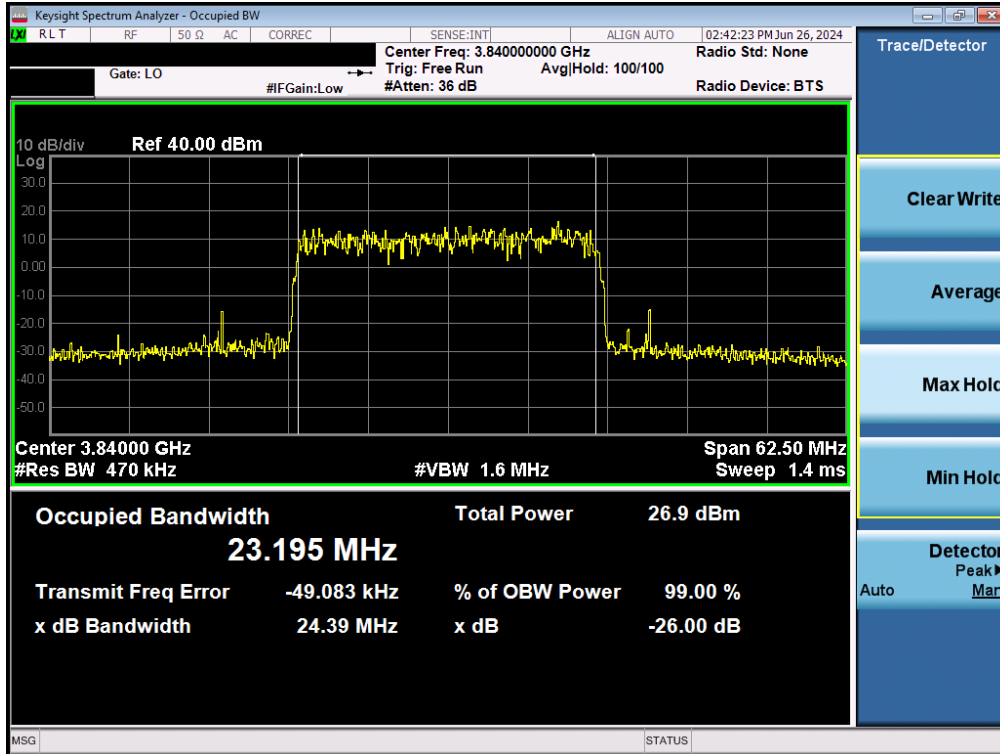 Keysight Spectrum Analyzer - Occupied BW
LXI RLT RF 50 Ω AC CORREC SENSE:INT ALIGN AUTO 02:42:23 PM Jun 26, 2024
Center Freq: 3.840000000 GHz Radio Std: None
Gate: LO Trig: Free Run Avg|Hold: 100/100
#IFGain:Low #Atten: 36 dB Radio Device: BTS
10 dB/div Ref 40.00 dBm
Log
30.0
20.0
10.0
0.00
-10.0
-20.0
-30.0
-40.0
-50.0
Center 3.84000 GHz Span 62.50 MHz
#Res BW 470 kHz #VBW 1.6 MHz Sweep 1.4 ms
Occupied Bandwidth Total Power 26.9 dBm
23.195 MHz
Transmit Freq Error -49.083 kHz % of OBW Power 99.00 %
x dB Bandwidth 24.39 MHz x dB -26.00 dB
MSG STATUS
Trace/Detector
Clear Write
Average
Max Hold
Min Hold
Detector
Peak
Auto Man